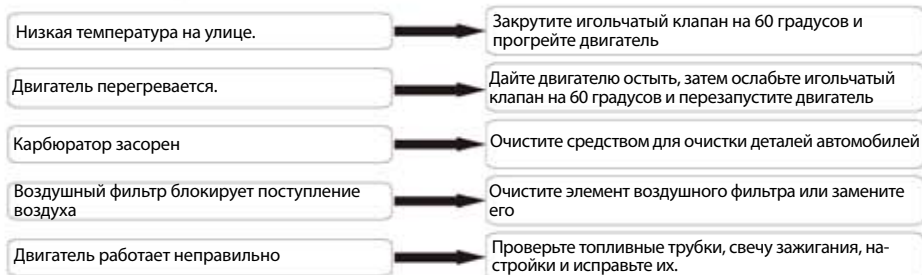 Низкая температура на улице.
Закрутите игольчатый клапан на 60 градусов и
прогрейте двигатель
Двигатель перегревается.
Дайте двигателю остыть, затем ослабьте игольчатый
клапан на 60 градусов и перезапустите двигатель
Карбюратор засорен
Очистите средством для очистки деталей автомобилей
Воздушный фильтр блокирует поступление
воздуха
Очистите элемент воздушного фильтра или замените
его
Двигатель работает неправильно
Проверьте топливные трубки, свечу зажигания, на-
стройки и исправьте их.